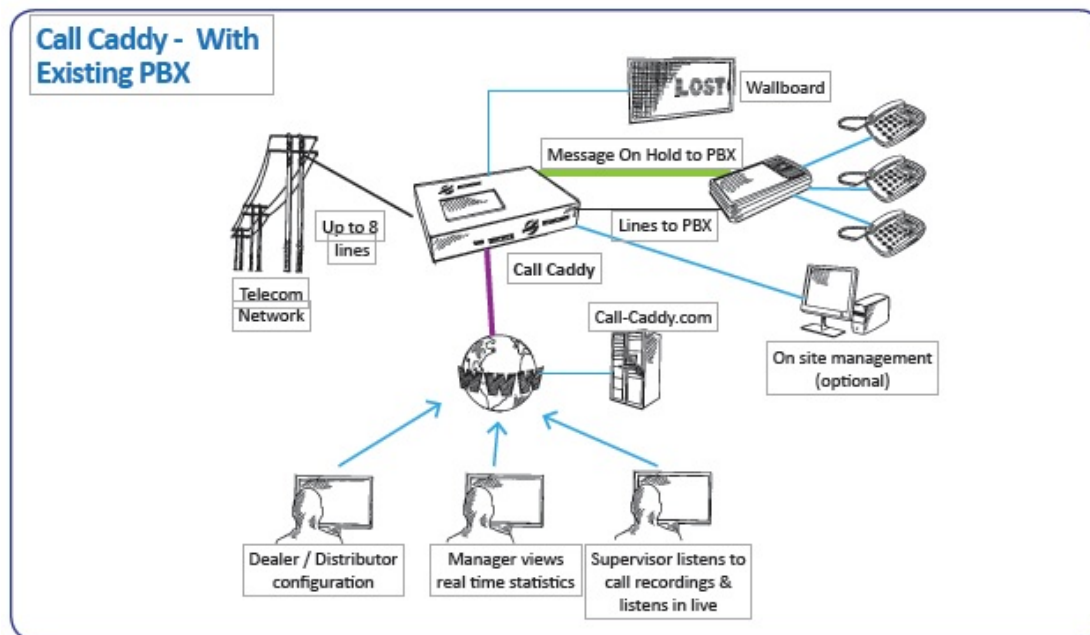 Call Caddy - With
Existing PBX
LOST
Wallboard
Message On Hold to PBX
Up to 8
lines
Lines to PBX
Call Caddy
Telecom
Network
Call-Caddy.com
On site management
(optional)
WWW
Dealer / Distributor
configuration
Manager views
real time statistics
Supervisor listens to
call recordings &
listens in live